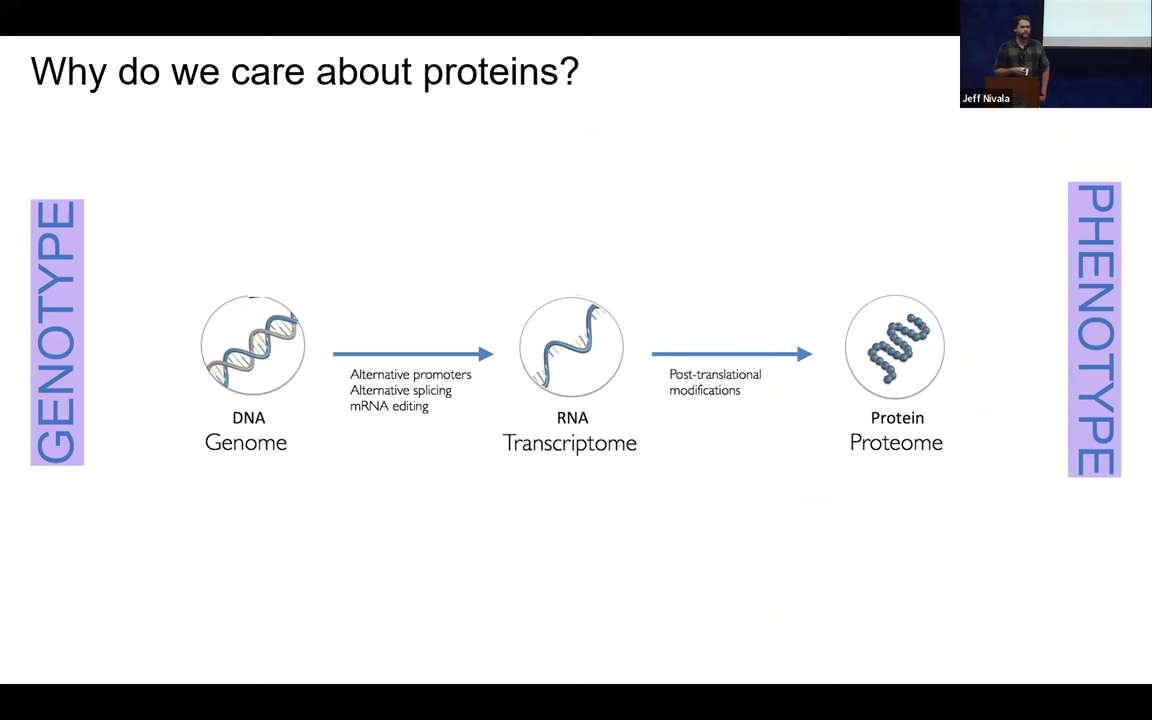 Why do we care about proteins?
Jeff Nivala
GENOTYPE
Alternative promoters
Alternative splicing
mRNA editing
Post-translational
modifications
DNA
Genome
RNA
Transcriptome
Protein
Proteome
PHENOTYPE